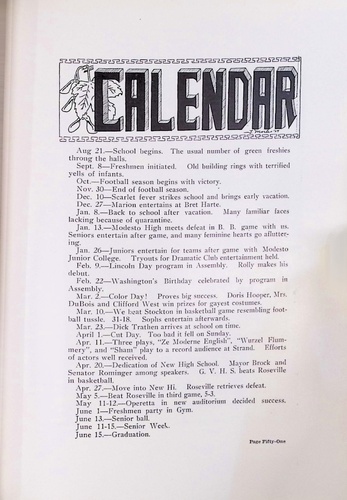 CALENDAR
Aug 21.—School begins. The usual number of green freshies
throng the halls.
Sept. 8—Freshmen initiated. Old building rings with terrified
yells of infants.
Oct.—Football season begins with victory.
Nov. 30—End of football season.
Dec. 10—Scarlet fever strikes school and brings early vacation.
Dec. 27—Marion entertains at Bret Harte.
Jan. 8.—Back to school after vacation. Many familiar faces
lacking because of quarantine.
Jan. 13.—Modesto High meets defeat in B. B. game with us.
Seniors entertain after game, and many feminine hearts go aflutter-
ing.
Jan. 26—Juniors entertain for teams after game with Modesto
Junior College. Tryouts for Dramatic Club entertainment held.
Feb. 9.—Lincoln Day program in Assembly. Rolly makes his
debut.
Feb. 22—Washington's Birthday celebrated by program in
Assembly.
Mar. 2.—Color Day! Proves big success. Doris Hooper, Mrs.
DuBois and Clifford West win prizes for gayest costumes.
Mar. 10.—We beat Stockton in basketball game resembling foot-
ball tussle. 31-18. Sophs entertain afterwards.
Mar. 23.—Dick Trathen arrives at school on time.
April 1.—Cut Day. Too bad it fell on Sunday.
Apr. 11.—Three plays, "Ze Moderne English", "Wurzel Flum-
mery", and "Sham" play to a record audience at Strand. Efforts
of actors well received.
Apr. 20.—Dedication of New High School. Mayor Brock and
Senator Rominger among speakers. G. V. H. S. beats Roseville
in basketball.
Apr. 27.—Move into New Hi. Roseville retrieves defeat.
May 5.—Beat Roseville in third game, 5-3.
May 11-12.—Operetta in new auditorium decided success.
June 1—Freshmen party in Gym.
June 13.—Senior ball.
June 11-15.—Senior Week.
June 15.—Graduation.
Page Fifty-One